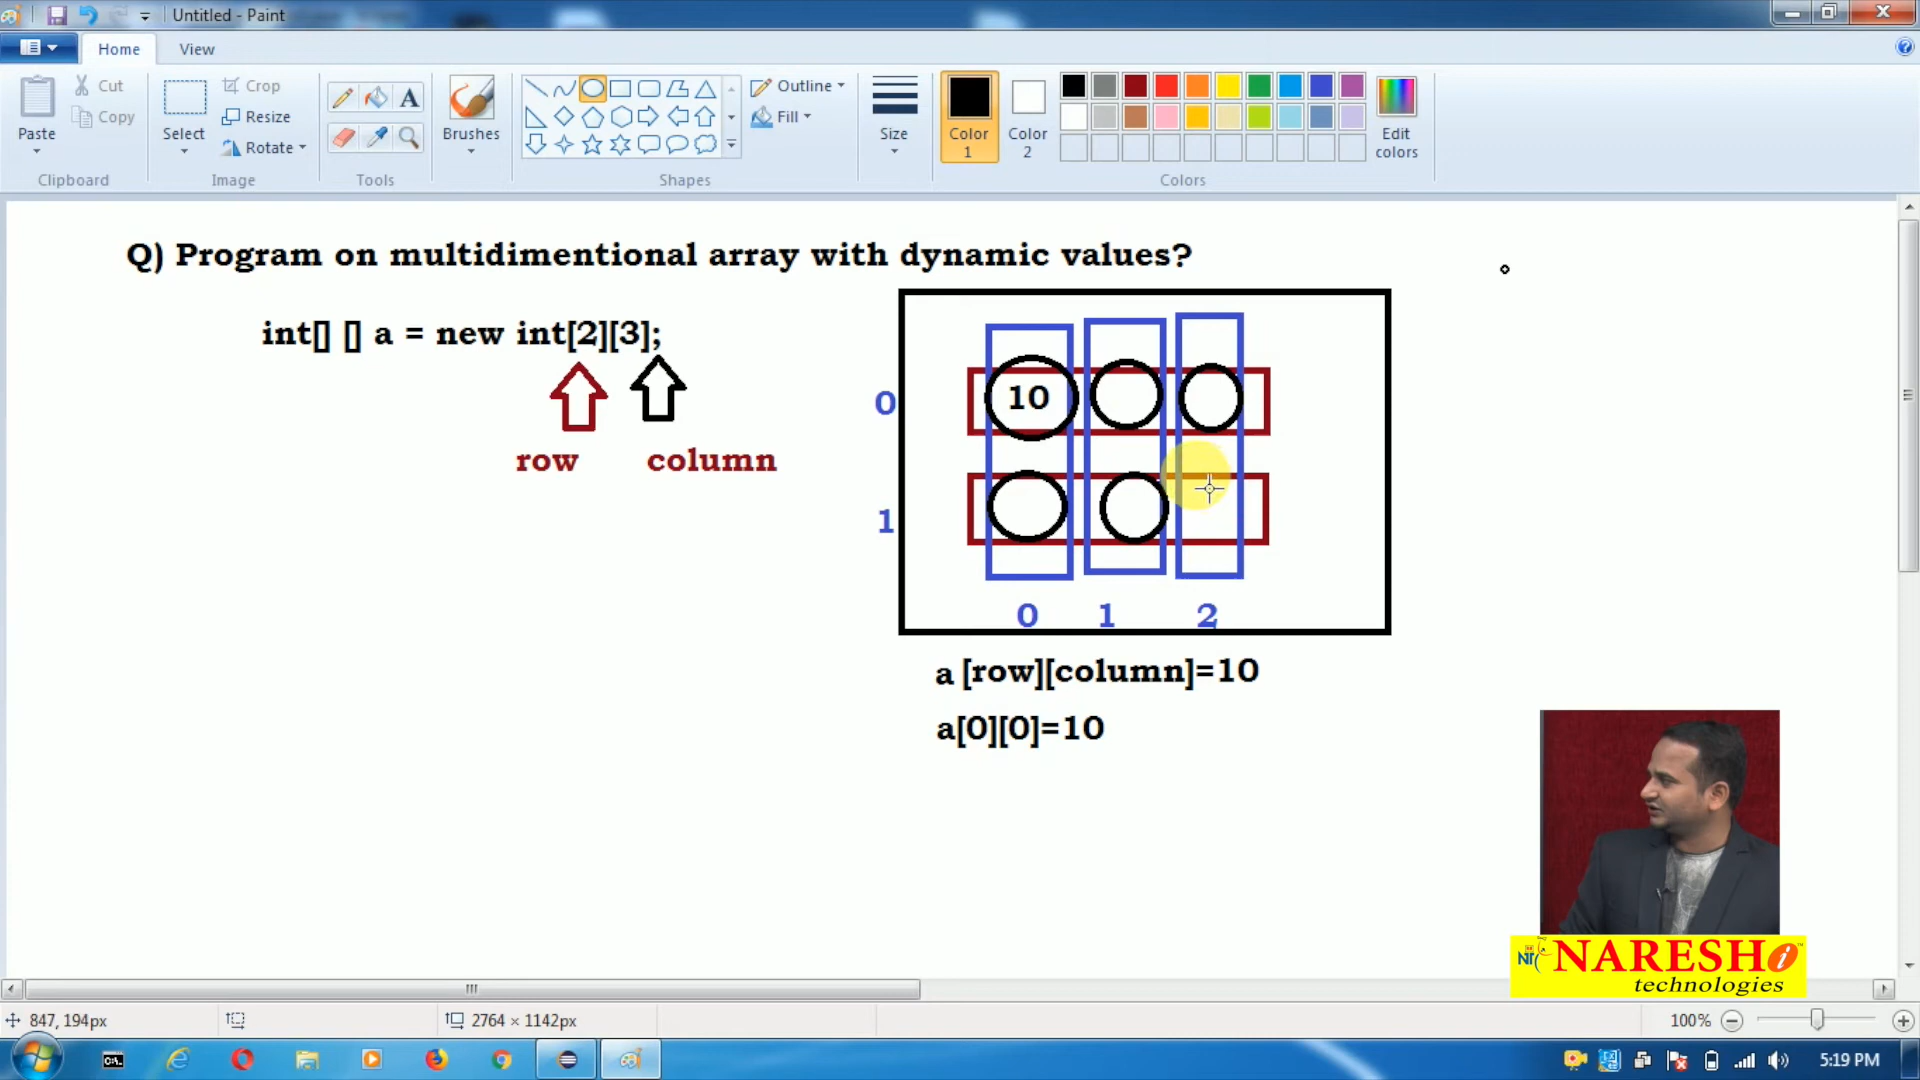 Untitled - Paint
Home View
Cut
Copy
Paste
Clipboard
Crop
Resize
Rotate
Select
Image
Tools
Brushes
Shapes
Outline
Fill
Size
Color 1
Color 2
Edit colors
Colors
Q) Program on multidimentional array with dynamic values?
int[] [] a = new int[2][3];
row column
0
1
10
0 1 2
a [row][column]=10
a[0][0]=10
NARESH i
technologies
847, 194px
2764 × 1142px
100%
5:19 PM